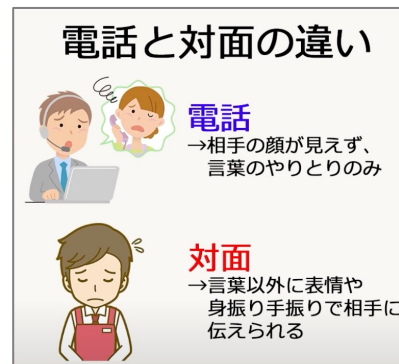 電話と対面の違い
電話
→相手の顔が見えず、
言葉のやりとりのみ
対面
→言葉以外に表情や
身振り手振りで相手に
伝えられる